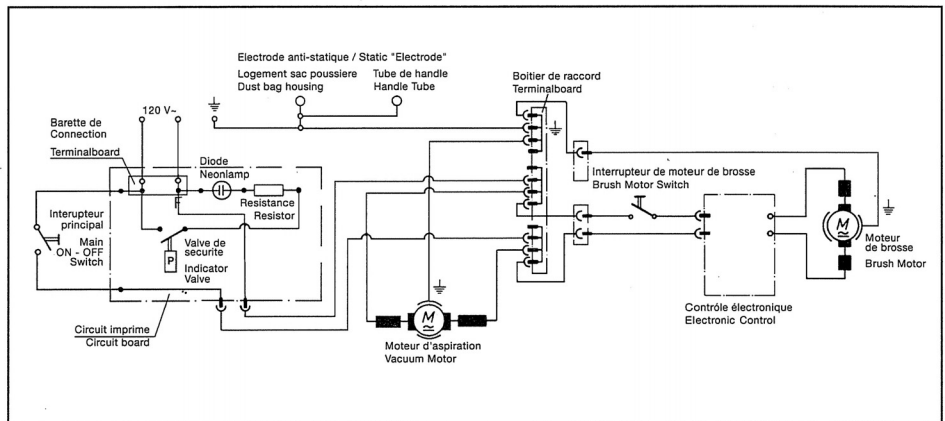 Electrode anti-statique / Static "Electrode"
Logement sac poussiere
Dust bag housing
Tube de handle
Handle Tube
Boitier de raccord
Terminalboard
120 V~
Barette de
Connection
Terminalboard
Diode
Neonlamp
Resistance
Resistor
Interupteur
principal
Main
ON - OFF
Switch
Valve de
securite
P
Indicator
Valve
Circuit imprime
Circuit board
M
Moteur d'aspiration
Vacuum Motor
Interrupteur de moteur de brosse
Brush Motor Switch
M
Moteur
de brosse
Brush Motor
Contrôle électronique
Electronic Control